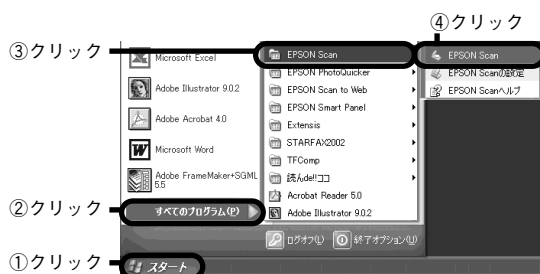 ④クリック
③クリック
Microsoft Excel
Adobe Illustrator 9.0.2
Adobe Acrobat 4.0
Microsoft Word
Adobe FrameMaker+SGML
5.5
②クリック
すべてのプログラム(P)
①クリック
スタート
EPSON Scan
EPSON PhotoQuicker
EPSON Scan to Web
EPSON Smart Panel
Extensis
STARFAX2002
TFComp
読んde!!ココ
Acrobat Reader 5.0
Adobe Illustrator 9.0.2
ログオフ(L)
終了オプション(U)
EPSON Scan
EPSON Scanの設定
EPSON Scanヘルプ